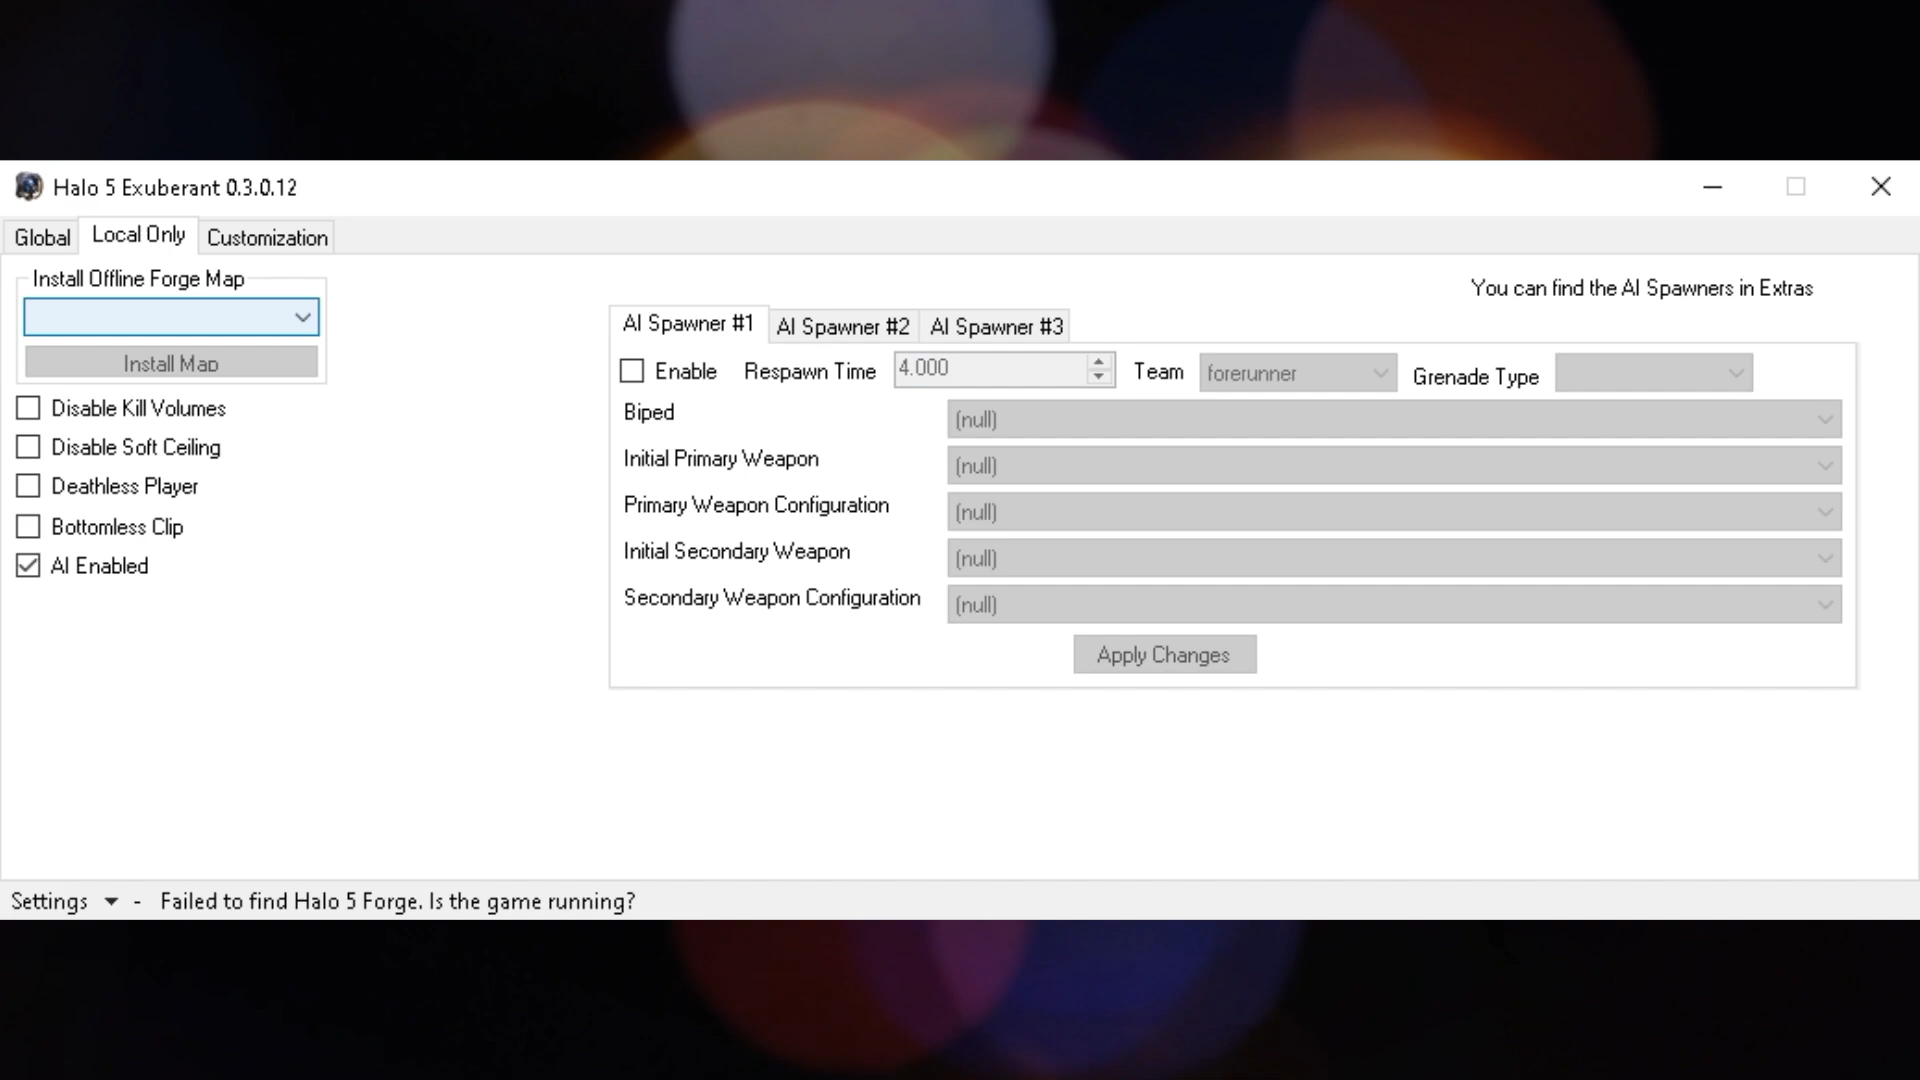 Halo 5 Exuberant 0.3.0.12
Global Local Only Customization
Install Offline Forge Map
Install Map
Disable Kill Volumes
Disable Soft Ceiling
Deathless Player
Bottomless Clip
AI Enabled
You can find the AI Spawners in Extras
AI Spawner #1 AI Spawner #2 AI Spawner #3
Enable Respawn Time 4.000 Team forerunner Grenade Type
Biped (null)
Initial Primary Weapon (null)
Primary Weapon Configuration (null)
Initial Secondary Weapon (null)
Secondary Weapon Configuration (null)
Apply Changes
Settings - Failed to find Halo 5 Forge. Is the game running?